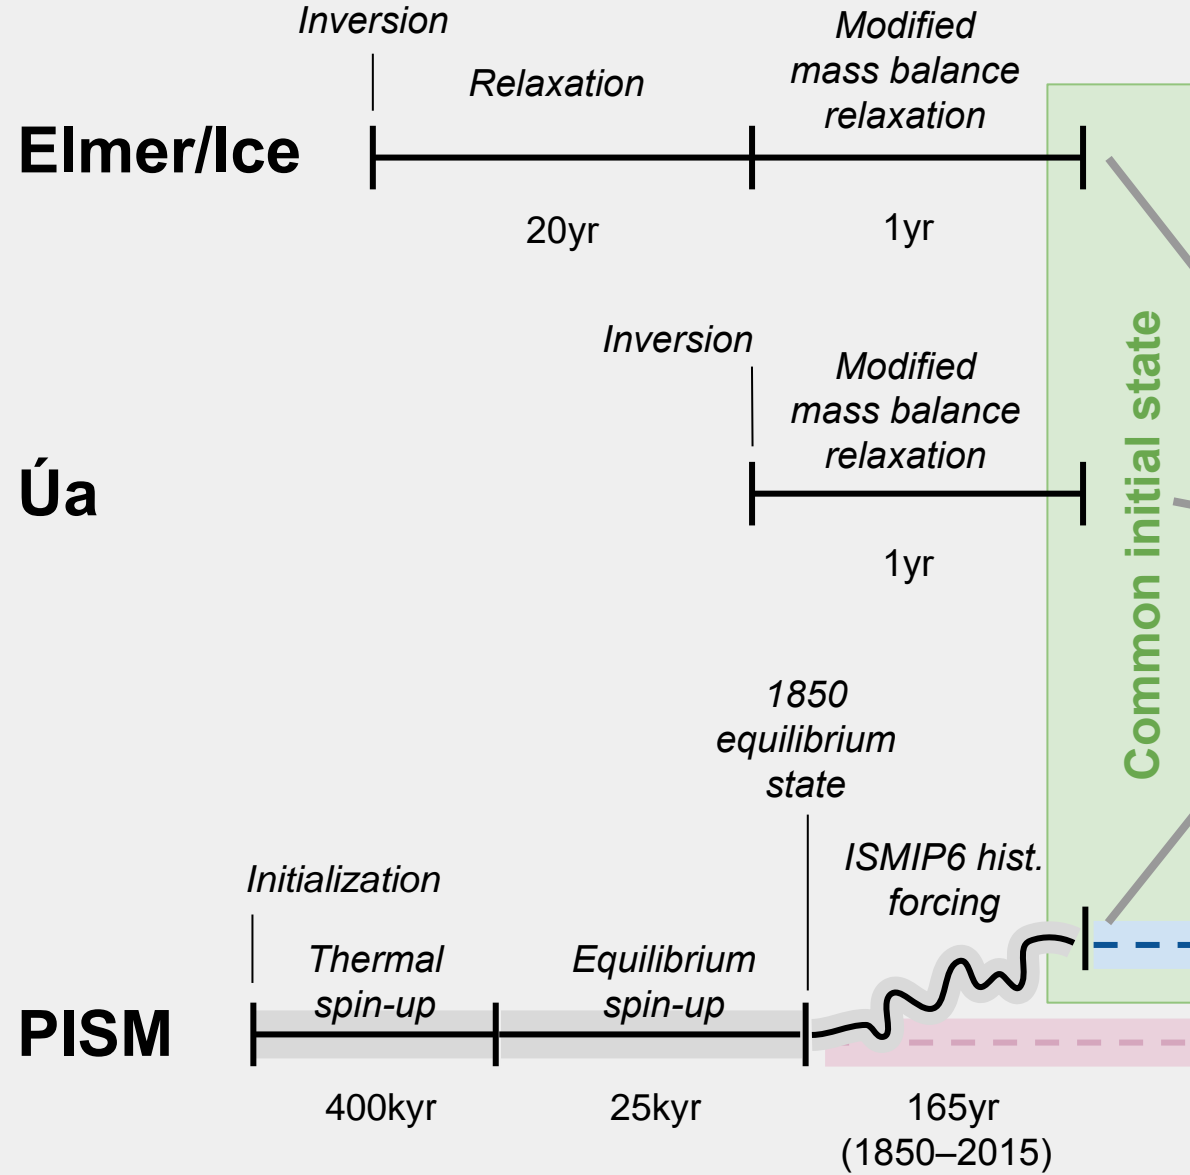 Inversion
Relaxation
Modified
mass balance
relaxation
Elmer/Ice
20yr
1yr
Inversion
Modified
mass balance
relaxation
Úa
1yr
Common initial state
1850
equilibrium
state
ISMIP6 hist.
forcing
Initialization
Thermal
spin-up
Equilibrium
spin-up
PISM
400kyr
25kyr
165yr
(1850–2015)